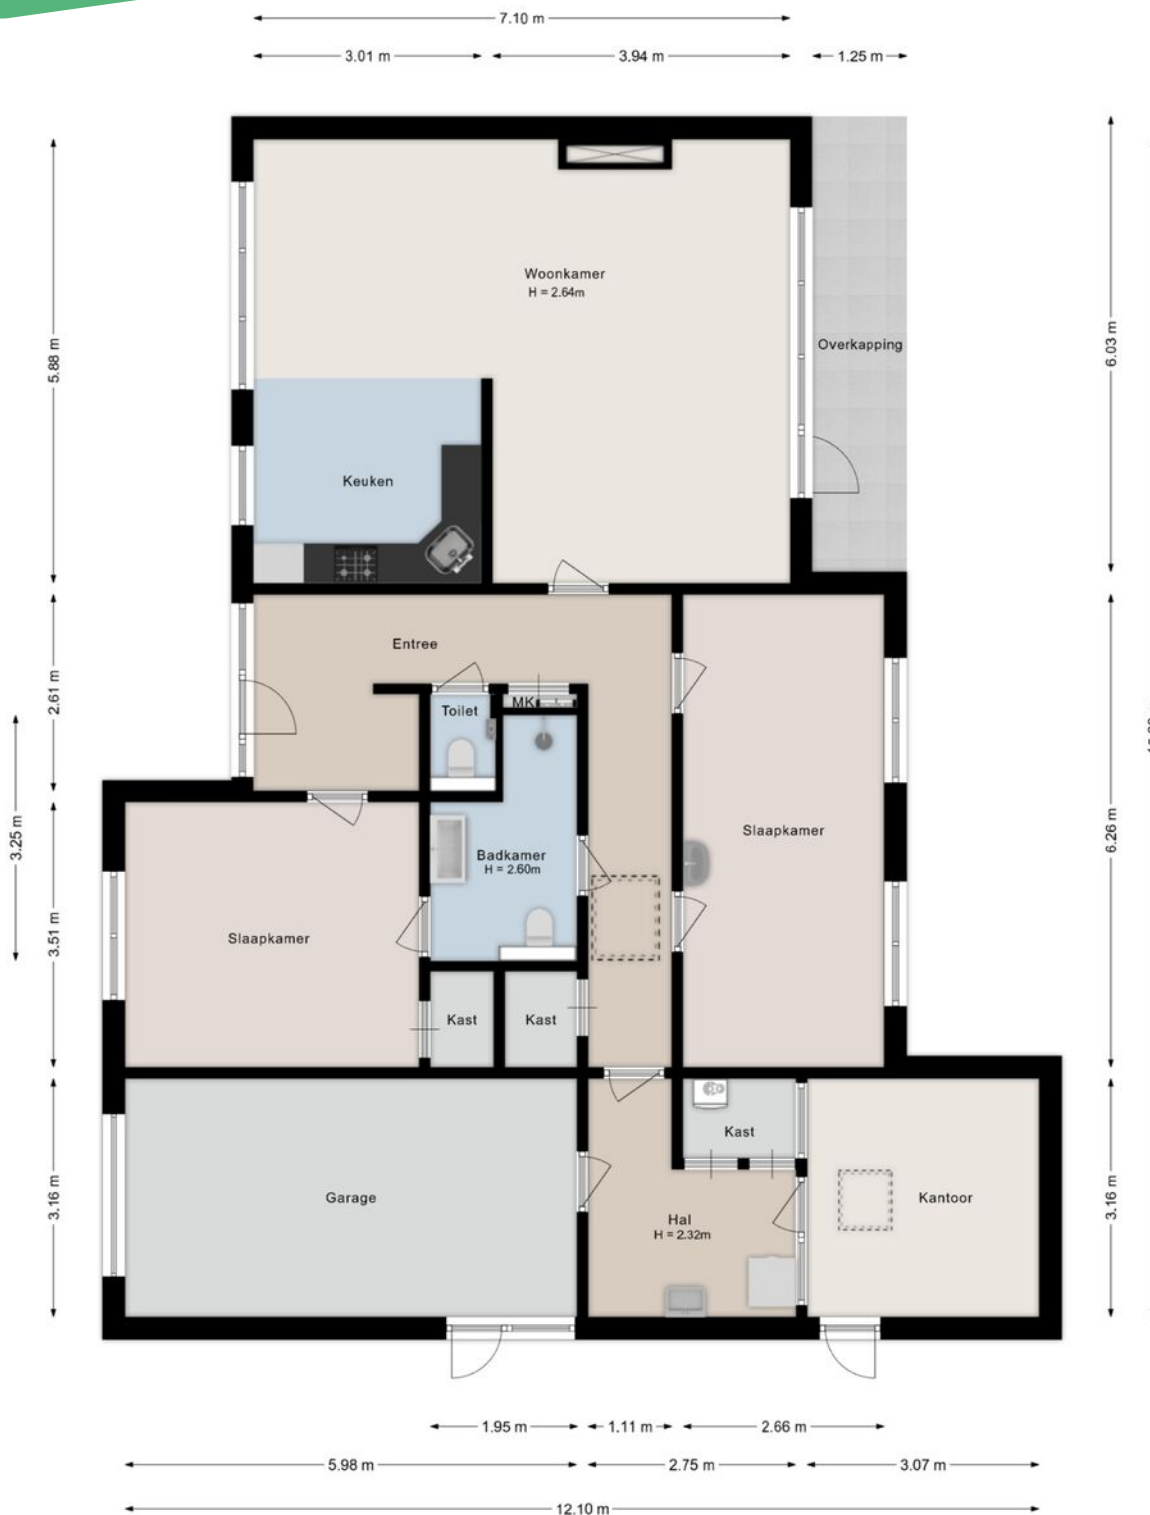 7.10 m
3.01 m
3.94 m
1.25 m
5.88 m
6.03 m
Woonkamer
H = 2.64m
Overkapping
Keuken
2.61 m
Entree
Toilet
MK
3.25 m
6.26 m
Slaapkamer
Badkamer
H = 2.60m
3.51 m
Slaapkamer
Kast
Kast
Kast
3.16 m
3.16 m
Garage
Kantoor
Hal
H = 2.32m
1.95 m
1.11 m
2.66 m
5.98 m
2.75 m
3.07 m
12.10 m